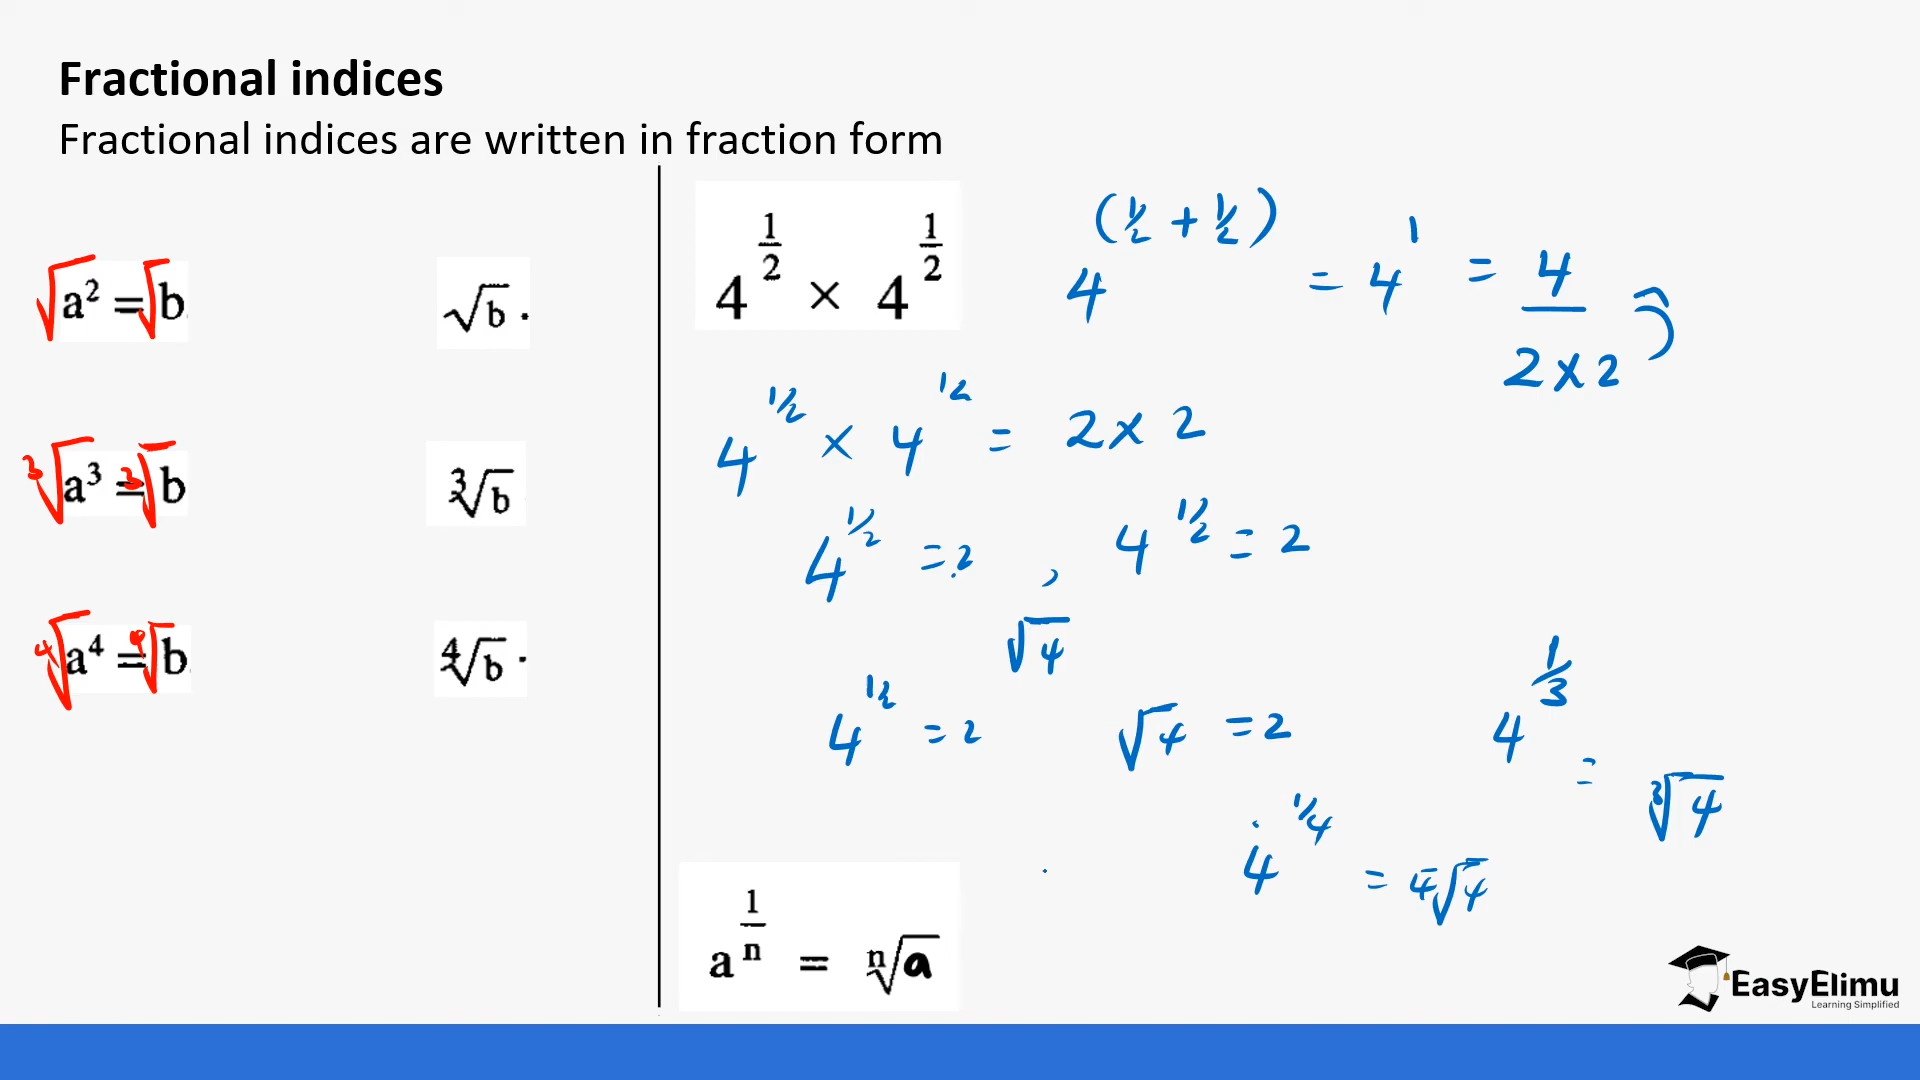 Fractional indices
Fractional indices are written in fraction form
√a² = √b
√b.
∛a³ = ∛b
∛b
∜a⁴ = ∜b
∜b.
4^(1/2) × 4^(1/2)
4^(1/2 + 1/2) = 4^1 = 4
2 × 2
4^(1/2) × 4^(1/2) = 2 × 2
4^(1/2) = 2 , 4^(1/2) = 2
√4
4^(1/2) = 2
√4 = 2
4^(1/3) = ∛4
4^(1/4) = ∜4
a^(1/n) = ⁿ√a
EasyElimu
Learning Simplified